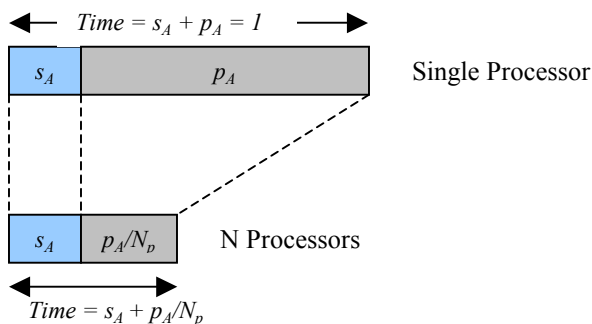 Time = s_A + p_A = 1
s_A p_A Single Processor
s_A p_A/N_p N Processors
Time = s_A + p_A/N_p